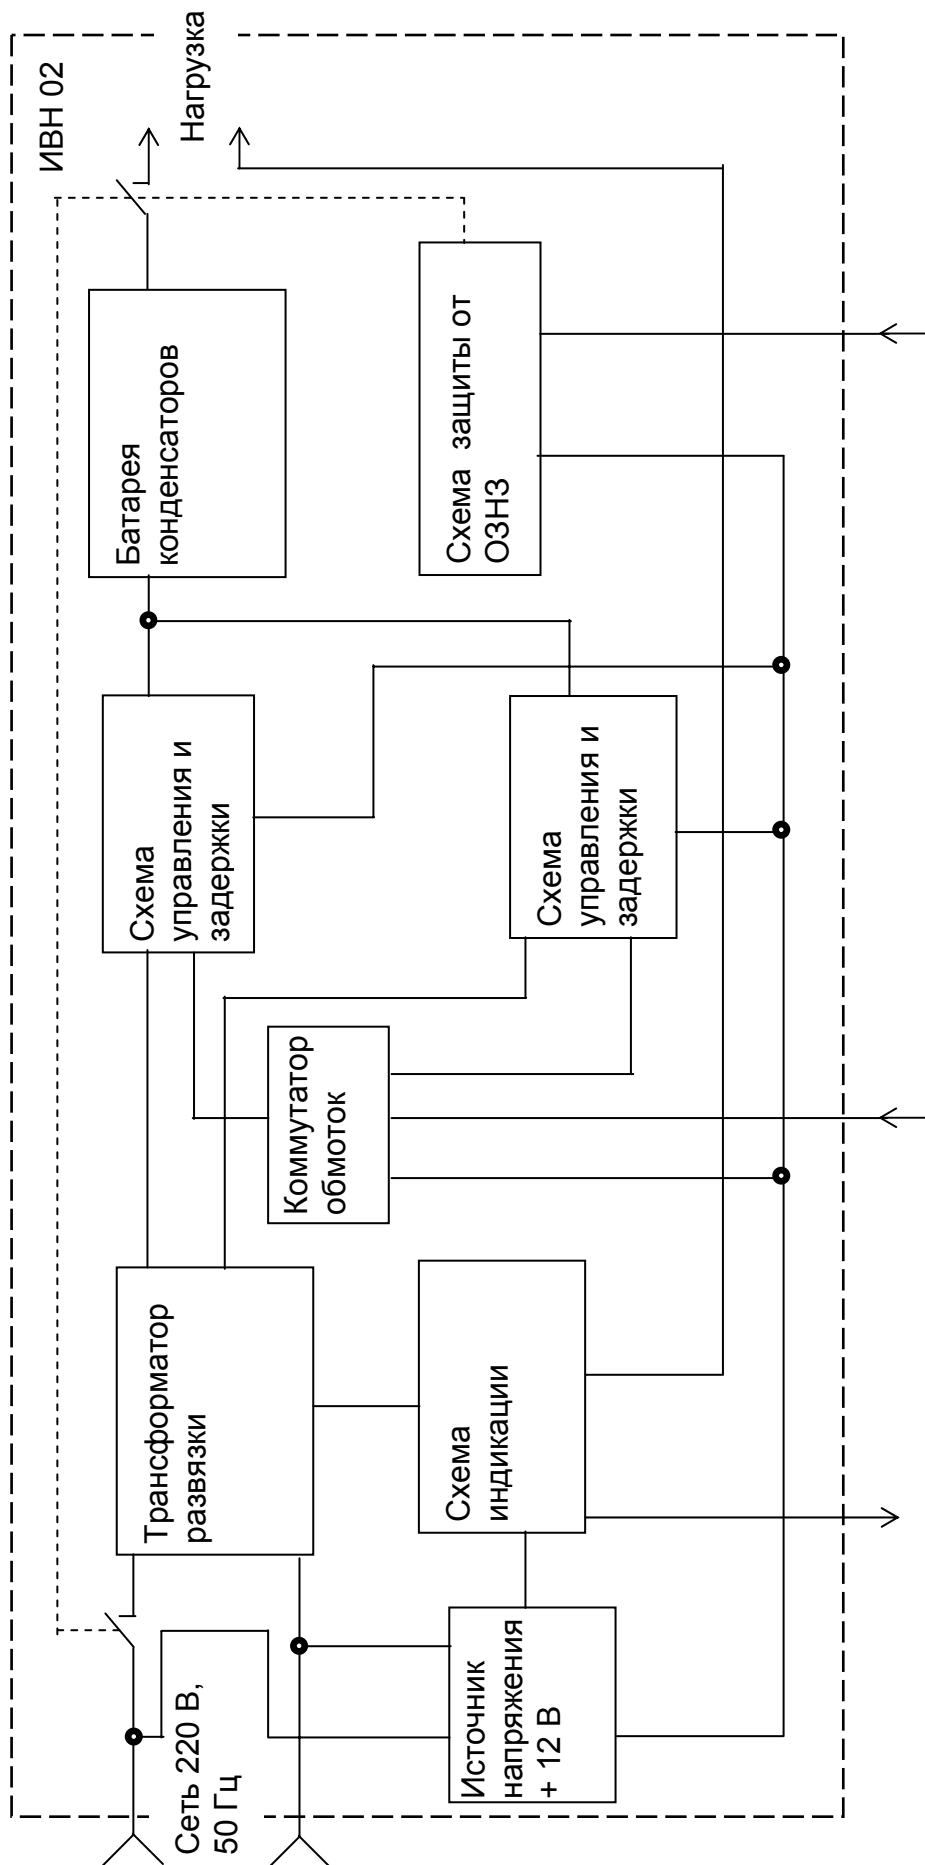 ИВН 02
Нагрузка
Батарея
конденсаторов
Схема защиты от
ОЗНЗ
Схема
управления и
задержки
Схема
управления и
задержки
Коммутатор
обмоток
Трансформатор
развязки
Схема
индикации
Сеть 220 В,
50 Гц
Источник
напряжения
+ 12 В